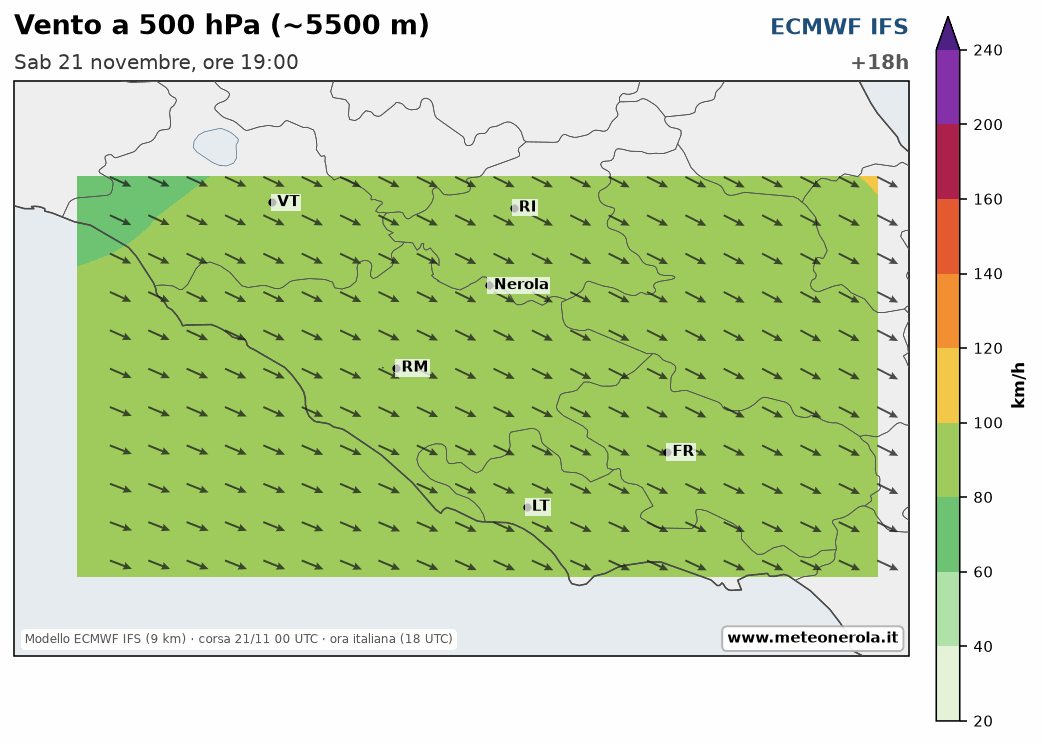 Vento a 500 hPa (~5500 m)
ECMWF IFS
Sab 21 novembre, ore 19:00
+18h
VT
RI
Nerola
RM
FR
LT
Modello ECMWF IFS (9 km) · corsa 21/11 00 UTC · ora italiana (18 UTC)
www.meteonerola.it
240
200
160
140
120
100
80
60
40
20
km/h